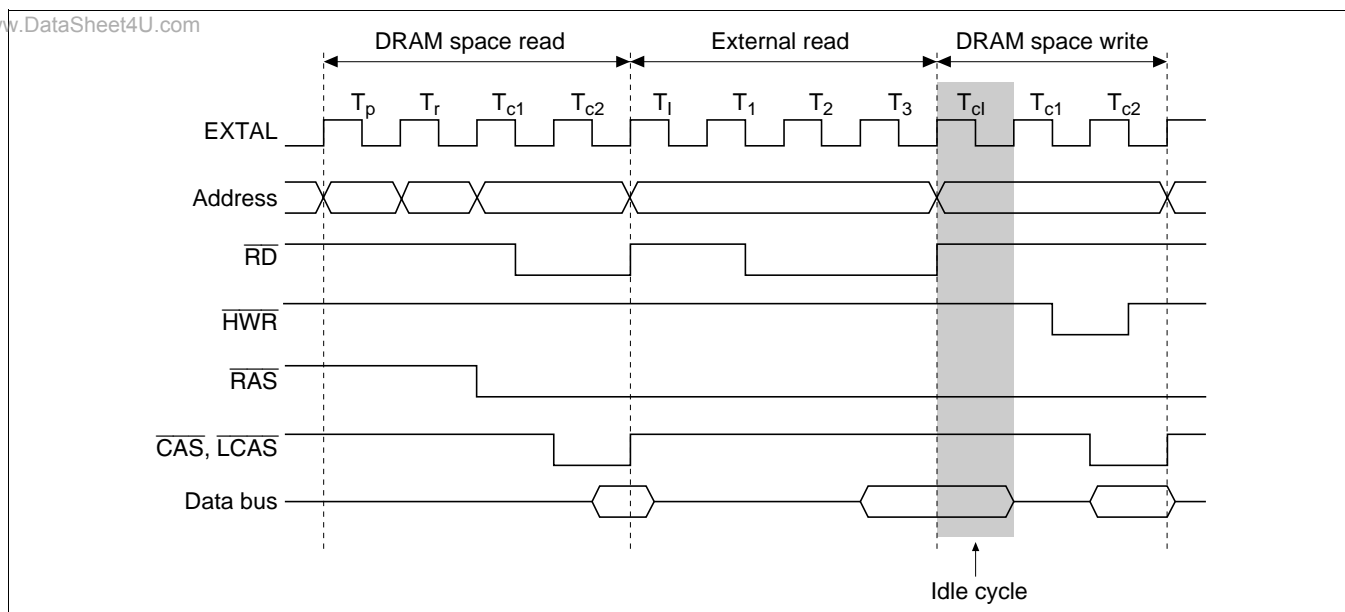 w.DataSheet4U.com
DRAM space read External read DRAM space write
Tp Tr Tc1 Tc2 TI T1 T2 T3 TcI Tc1 Tc2
EXTAL
Address
RD
HWR
RAS
CAS, LCAS
Data bus
Idle cycle